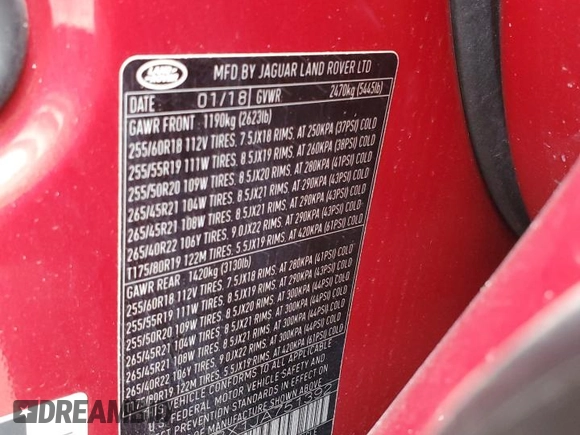 LAND ROVER
MFD BY JAGUAR LAND ROVER LTD
DATE 01/18 GVWR 2470kg (5445lb)
GAWR FRONT 1190kg (2623lb)
255/60R18 112V TIRES. 7.5JX18 RIMS, AT 250KPA (37PSI) COLD
255/55R19 111W TIRES. 8.5JX19 RIMS, AT 260KPA (38PSI) COLD
255/50R20 109W TIRES. 8.5JX20 RIMS, AT 280KPA (41PSI) COLD
265/45R21 104W TIRES. 8.5JX21 RIMS, AT 290KPA (43PSI) COLD
265/45R21 108W TIRES. 8.5JX21 RIMS, AT 290KPA (43PSI) COLD
265/40R22 106Y TIRES. 9.0JX22 RIMS, AT 290KPA (43PSI) COLD
T175/80R19 122M TIRES. 5.5JX19 RIMS, AT 420KPA (61PSI) COLD
GAWR REAR 1420kg (3130lb)
255/60R18 112V TIRES. 7.5JX18 RIMS, AT 280KPA (41PSI) COLD
255/55R19 111W TIRES. 8.5JX19 RIMS, AT 290KPA (43PSI) COLD
255/50R20 109W TIRES. 8.5JX20 RIMS, AT 300KPA (44PSI) COLD
265/45R21 104W TIRES. 8.5JX21 RIMS, AT 300KPA (44PSI) COLD
265/45R21 108W TIRES. 8.5JX21 RIMS, AT 300KPA (44PSI) COLD
265/40R22 106Y TIRES. 9.0JX22 RIMS, AT 300KPA (44PSI) COLD
80R19 122M TIRES. 5.5JX19 RIMS, AT 420KPA (61PSI) COLD
VEHICLE CONFORMS TO ALL APPLICABLE
MOTOR VEHICLE SAFETY AND
DREAMBID